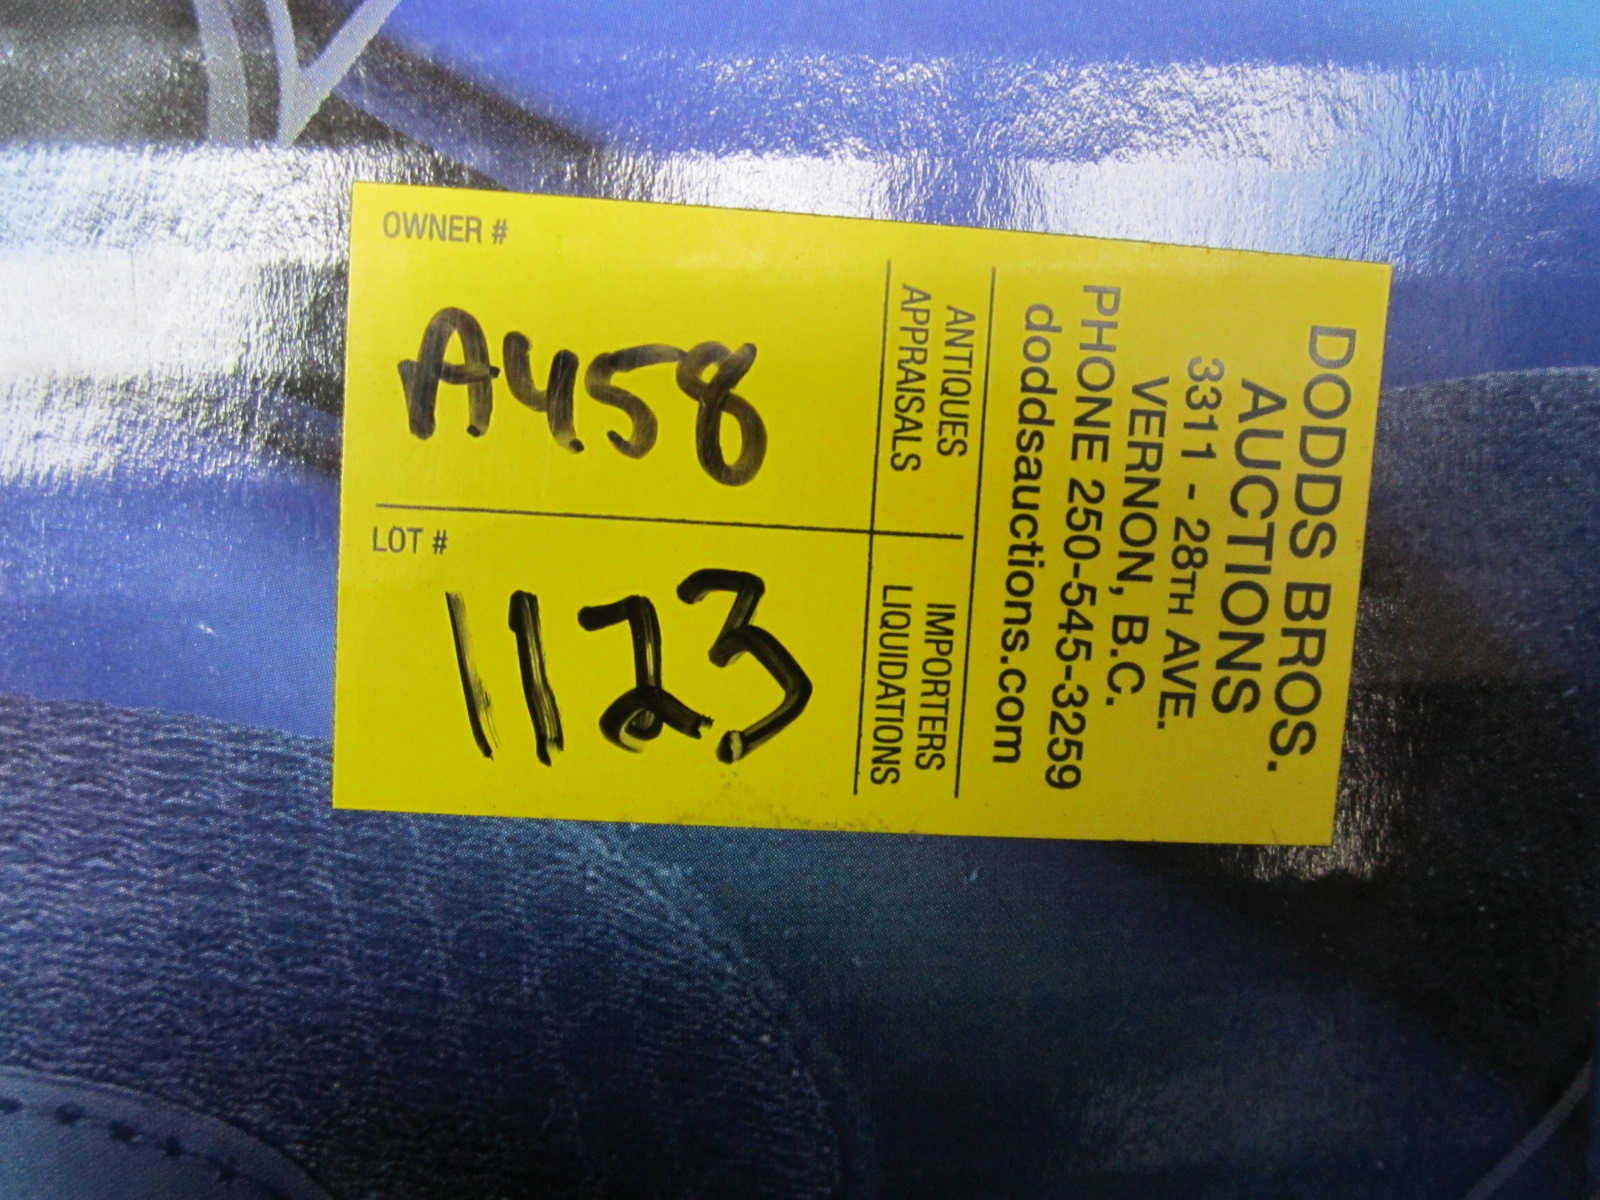 DODDS BROS.
AUCTIONS
3311 - 28TH AVE.
VERNON, B.C.
PHONE 250-545-3259
doddsauctions.com
ANTIQUES
APPRAISALS
IMPORTERS
LIQUIDATIONS
OWNER #
A458
LOT #
1123